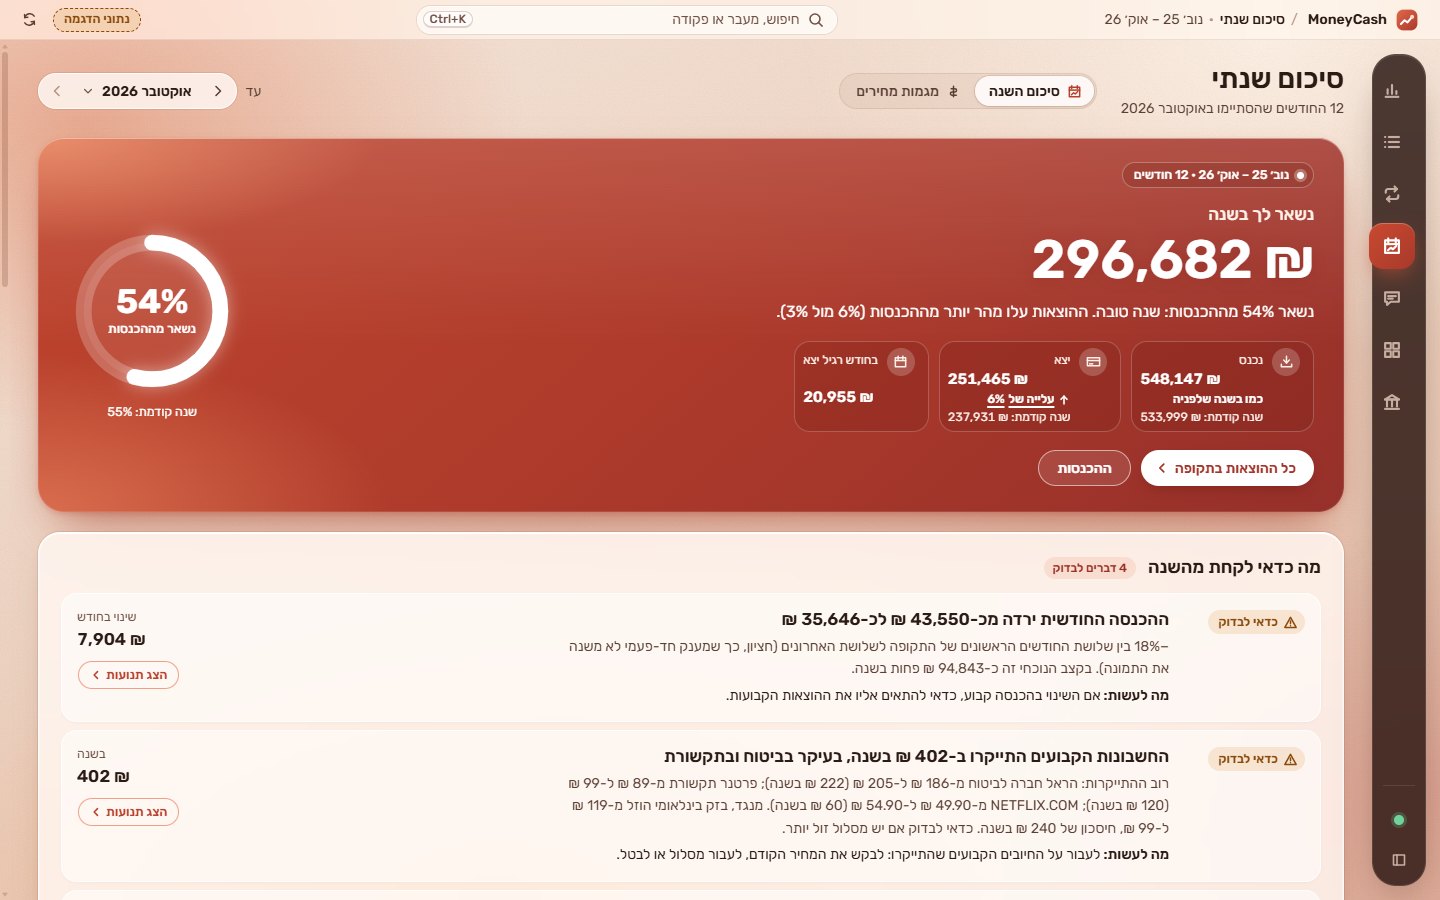 MoneyCash / סיכום שנתי • נוב׳ 25 – אוק׳ 26
חיפוש, מעבר או פקודה
Ctrl+K
נתוני הדגמה
סיכום שנתי
12 החודשים שהסתיימו באוקטובר 2026
סיכום השנה
מגמות מחירים
עד
אוקטובר 2026
נוב׳ 25 – אוק׳ 26 • 12 חודשים
נשאר לך בשנה
₪ 296,682
נשאר 54% מההכנסות: שנה טובה. ההוצאות עלו מהר יותר מההכנסות (6% מול 3%).
נכנס
₪ 548,147
כמו בשנה שלפניה
שנה קודמת: ₪ 533,999
יצא
₪ 251,465
↑ עלייה של 6%
שנה קודמת: ₪ 237,931
בחודש רגיל יצא
₪ 20,955
כל ההוצאות בתקופה
ההכנסות
54%
נשאר מההכנסות
שנה קודמת: 55%
מה כדאי לקחת מהשנה
4 דברים לבדוק
כדאי לבדוק
ההכנסה החודשית ירדה מכ-43,550 ₪ לכ-35,646 ₪
−18% בין שלושת החודשים הראשונים של התקופה לשלושת האחרונים (חציון, כך שמענק חד-פעמי לא משנה
את התמונה). בקצב הנוכחי זה כ-94,843 ₪ פחות בשנה.
מה לעשות: אם השינוי בהכנסה קבוע, כדאי להתאים אליו את ההוצאות הקבועות.
שינוי בחודש
₪ 7,904
הצג תנועות
כדאי לבדוק
החשבונות הקבועים התייקרו ב-402 ₪ בשנה, בעיקר בביטוח ובתקשורת
רוב ההתייקרות: הראל חברה לביטוח מ-186 ₪ ל-205 ₪ (222 ₪ בשנה); פרטנר תקשורת מ-89 ₪ ל-99 ₪
(120 ₪ בשנה); NETFLIX.COM מ-49.90 ₪ ל-54.90 ₪ (60 ₪ בשנה). מנגד, בזק בינלאומי הוזל מ-119 ₪
ל-99 ₪, חיסכון של 240 ₪ בשנה. כדאי לבדוק אם יש מסלול זול יותר.
מה לעשות: לעבור על החיובים הקבועים שהתייקרו: לבקש את המחיר הקודם, לעבור מסלול או לבטל.
בשנה
₪ 402
הצג תנועות